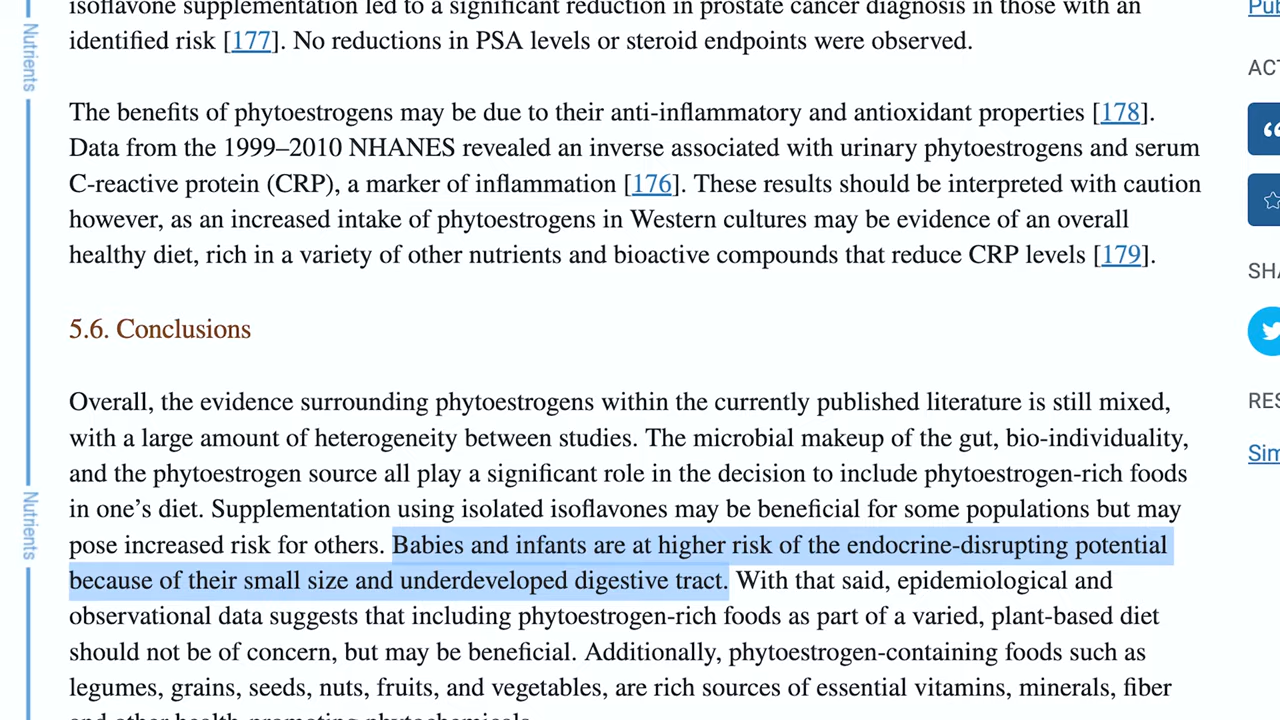 isoflavone supplementation led to a significant reduction in prostate cancer diagnosis in those with an
identified risk [177]. No reductions in PSA levels or steroid endpoints were observed.
The benefits of phytoestrogens may be due to their anti-inflammatory and antioxidant properties [178].
Data from the 1999–2010 NHANES revealed an inverse associated with urinary phytoestrogens and serum
C-reactive protein (CRP), a marker of inflammation [176]. These results should be interpreted with caution
however, as an increased intake of phytoestrogens in Western cultures may be evidence of an overall
healthy diet, rich in a variety of other nutrients and bioactive compounds that reduce CRP levels [179].
5.6. Conclusions
Overall, the evidence surrounding phytoestrogens within the currently published literature is still mixed,
with a large amount of heterogeneity between studies. The microbial makeup of the gut, bio-individuality,
and the phytoestrogen source all play a significant role in the decision to include phytoestrogen-rich foods
in one’s diet. Supplementation using isolated isoflavones may be beneficial for some populations but may
pose increased risk for others. Babies and infants are at higher risk of the endocrine-disrupting potential
because of their small size and underdeveloped digestive tract. With that said, epidemiological and
observational data suggests that including phytoestrogen-rich foods as part of a varied, plant-based diet
should not be of concern, but may be beneficial. Additionally, phytoestrogen-containing foods such as
legumes, grains, seeds, nuts, fruits, and vegetables, are rich sources of essential vitamins, minerals, fiber
and other health-promoting phytochemicals.
Nutrients
Nutrients
Pub
ACT
SHA
RES
Sim